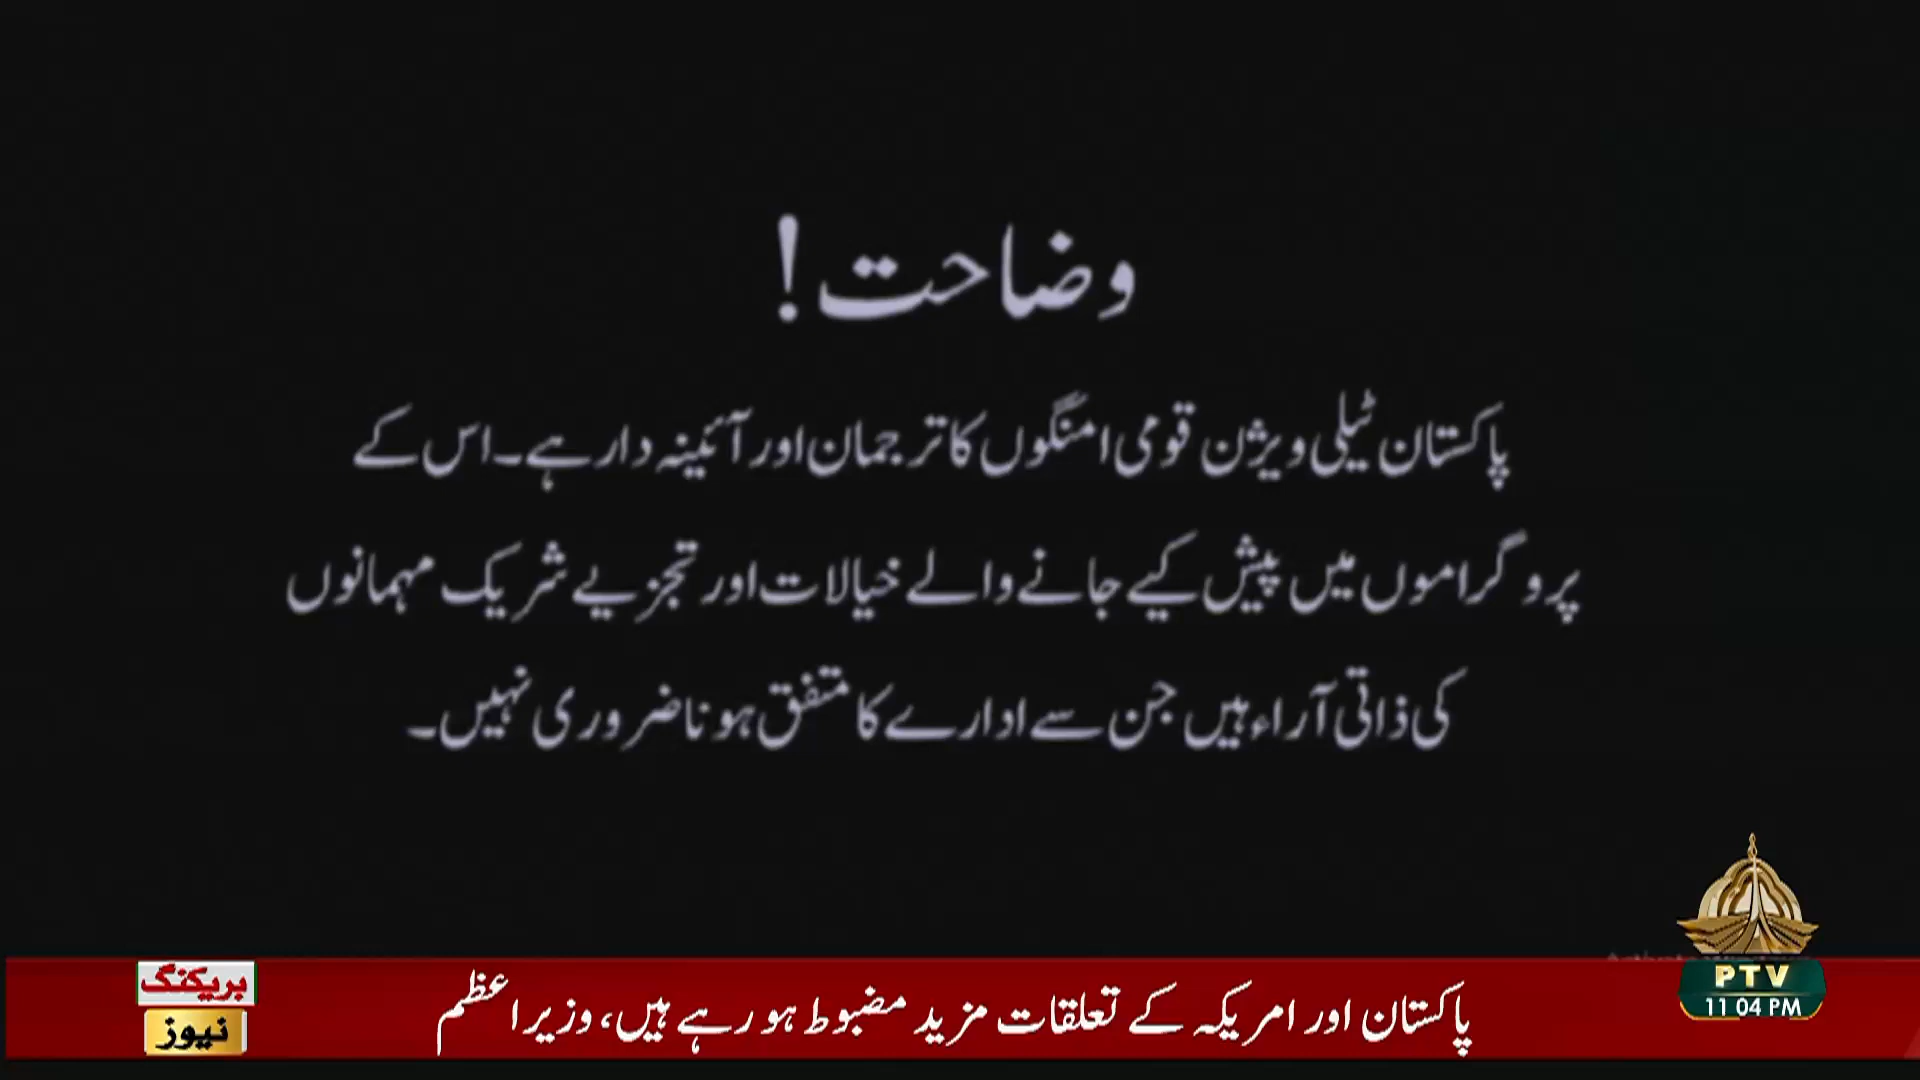 وضاحت!
پاکستان ٹیلی ویژن قومی امنگوں کا ترجمان اور آئینہ دار ہے۔ اس کے
پروگراموں میں پیش کیے جانے والے خیالات اور تجزیے شریک مہمانوں
کی ذاتی آراء ہیں جن سے ادارے کا متفق ہونا ضروری نہیں۔
PTV
11 04 PM
بریکنگ
نیوز
پاکستان اور امریکہ کے تعلقات مزید مضبوط ہو رہے ہیں، وزیراعظم